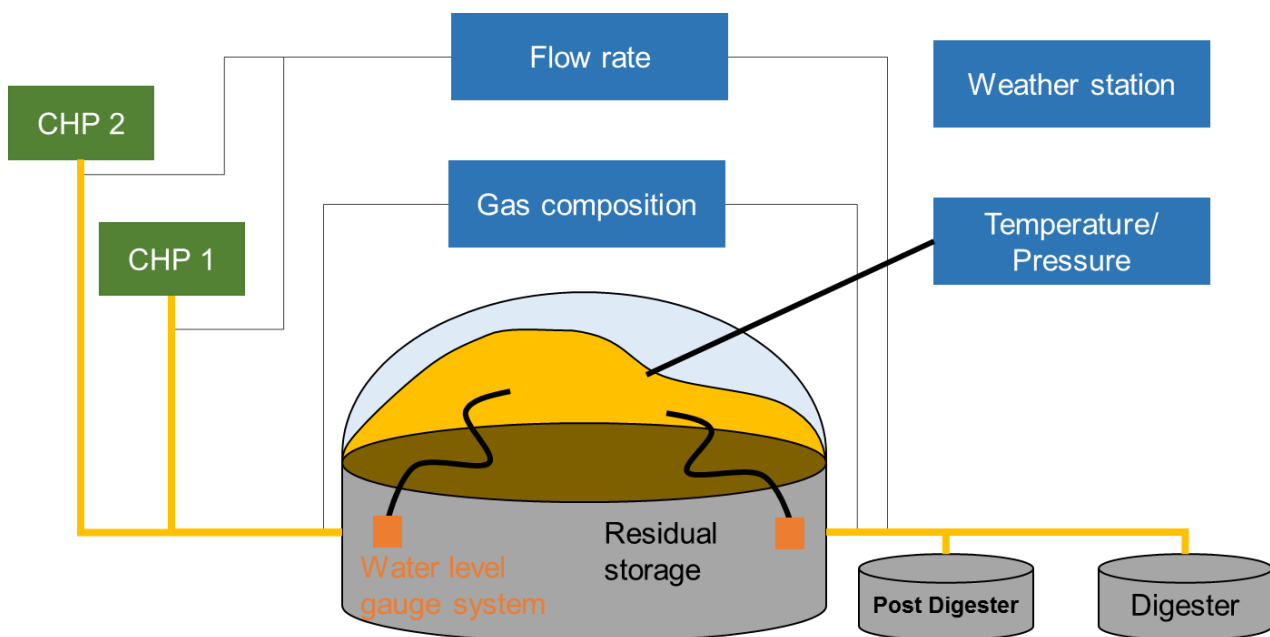 Flow rate
Weather station
CHP 2
Gas composition
Temperature/
Pressure
CHP 1
Residual
storage
Water level
gauge system
Post Digester
Digester